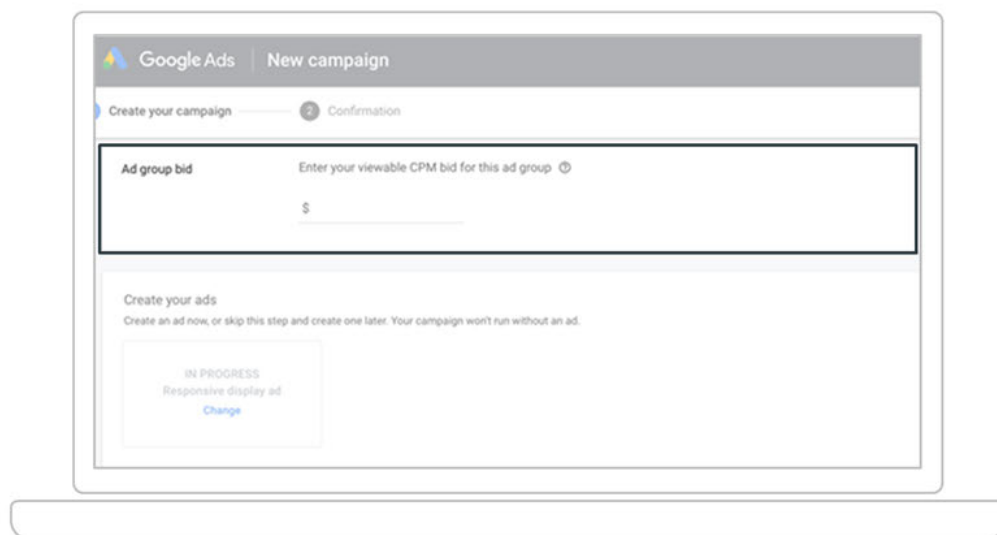 Google Ads New campaign
Create your campaign 2 Confirmation
Ad group bid Enter your viewable CPM bid for this ad group
$
Create your ads
Create an ad now, or skip this step and create one later. Your campaign won't run without an ad.
IN PROGRESS
Responsive display ad
Change